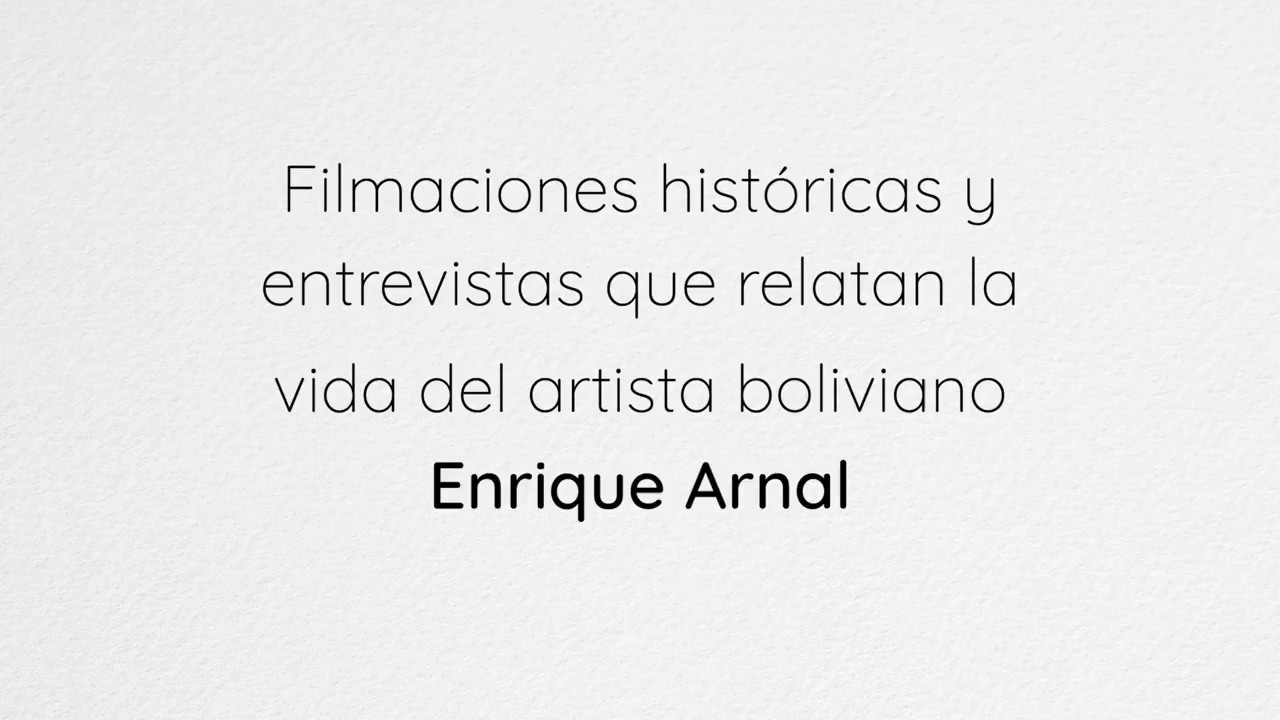 Filmaciones históricas y
entrevistas que relatan la
vida del artista boliviano
Enrique Arnal